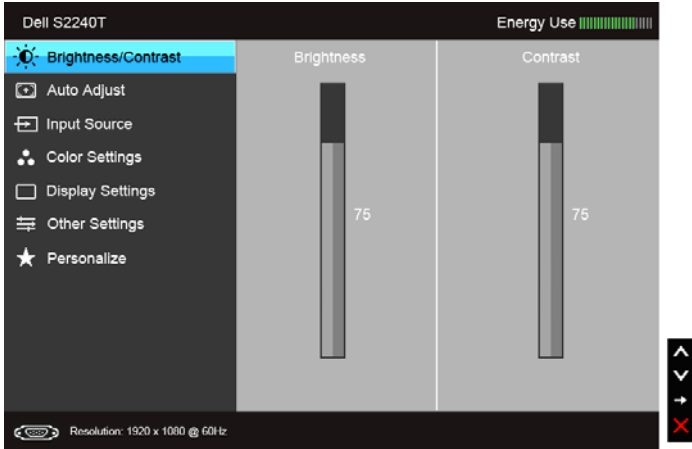 Dell S2240T
Energy Use
Brightness/Contrast
Brightness
Contrast
Auto Adjust
Input Source
Color Settings
Display Settings
75
75
Other Settings
Personalize
Resolution: 1920 x 1080 @ 60Hz